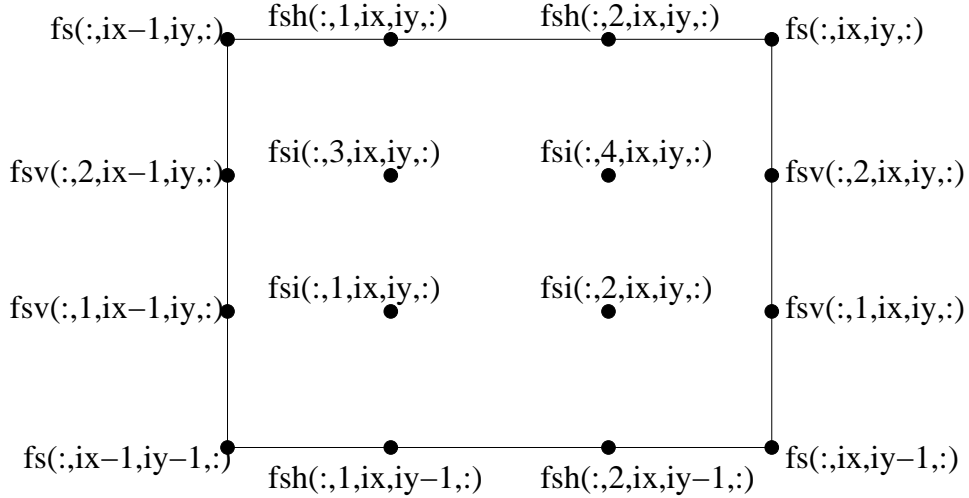 fs(:,ix−1,iy,:) fsh(:,1,ix,iy,:) fsh(:,2,ix,iy,:) fs(:,ix,iy,:)
fsv(:,2,ix−1,iy,:) fsi(:,3,ix,iy,:) fsi(:,4,ix,iy,:) fsv(:,2,ix,iy,:)
fsv(:,1,ix−1,iy,:) fsi(:,1,ix,iy,:) fsi(:,2,ix,iy,:) fsv(:,1,ix,iy,:)
fs(:,ix−1,iy−1,:) fsh(:,1,ix,iy−1,:) fsh(:,2,ix,iy−1,:) fs(:,ix,iy−1,:)